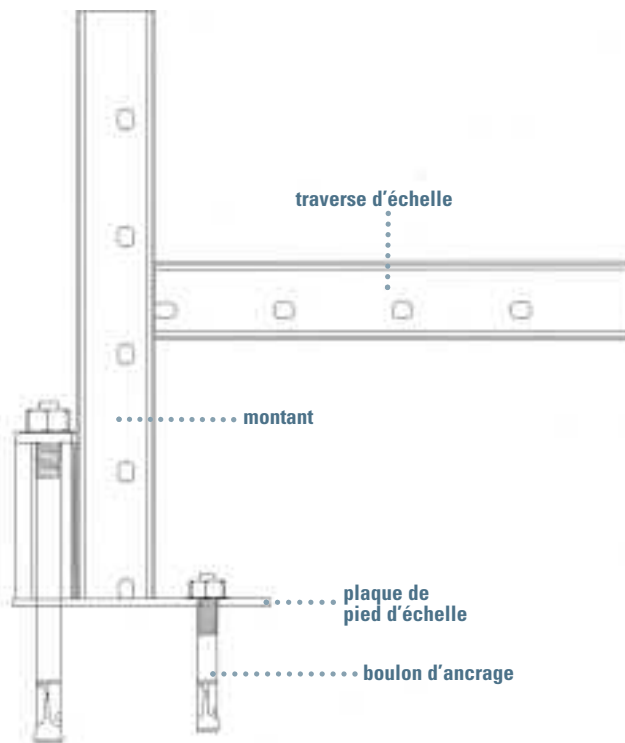 traverse d'échelle
montant
plaque de
pied d'échelle
boulon d'ancrage